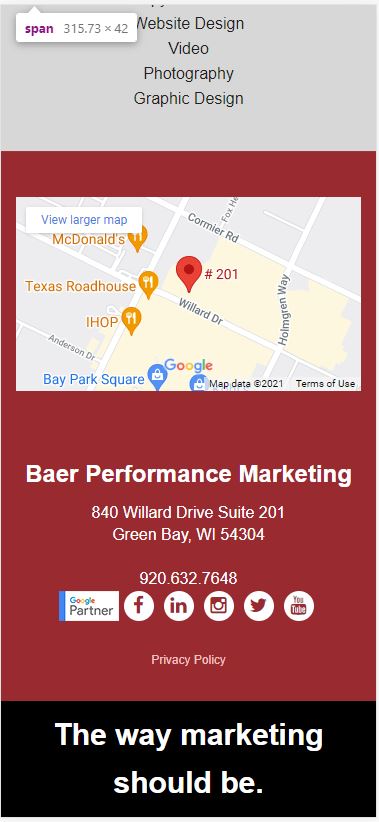 span 315.73 × 42
Website Design
Video
Photography
Graphic Design
View larger map
McDonald's
Cormier Rd
Fox He
# 201
Texas Roadhouse
Willard Dr
Holmgren Way
IHOP
Anderson Dr
Bay Park Square
Google
Map data ©2021 Terms of Use
Baer Performance Marketing
840 Willard Drive Suite 201
Green Bay, WI 54304
920.632.7648
Google
Partner
You
Tube
Privacy Policy
The way marketing
should be.